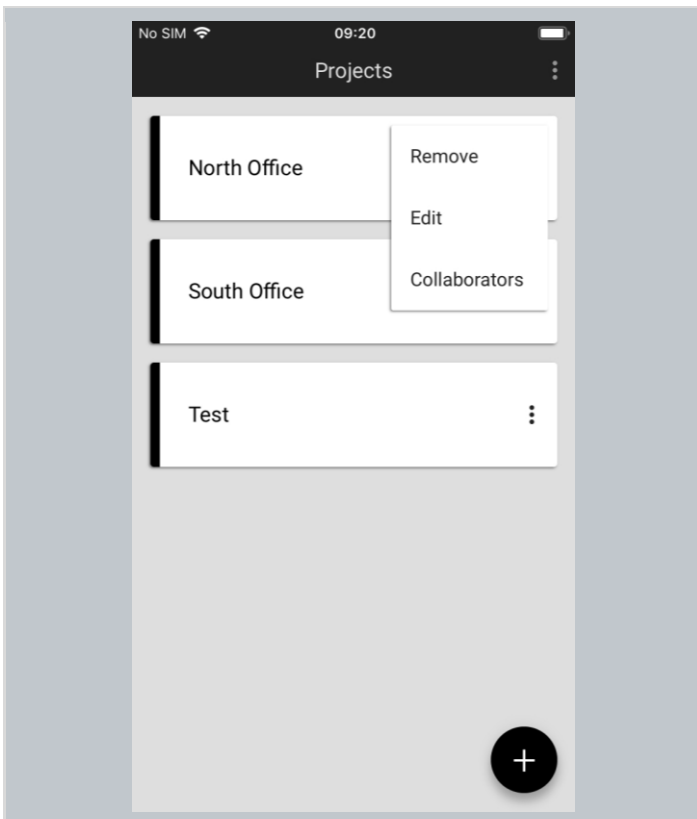 No SIM 09:20
Projects
North Office
Remove
Edit
Collaborators
South Office
Test